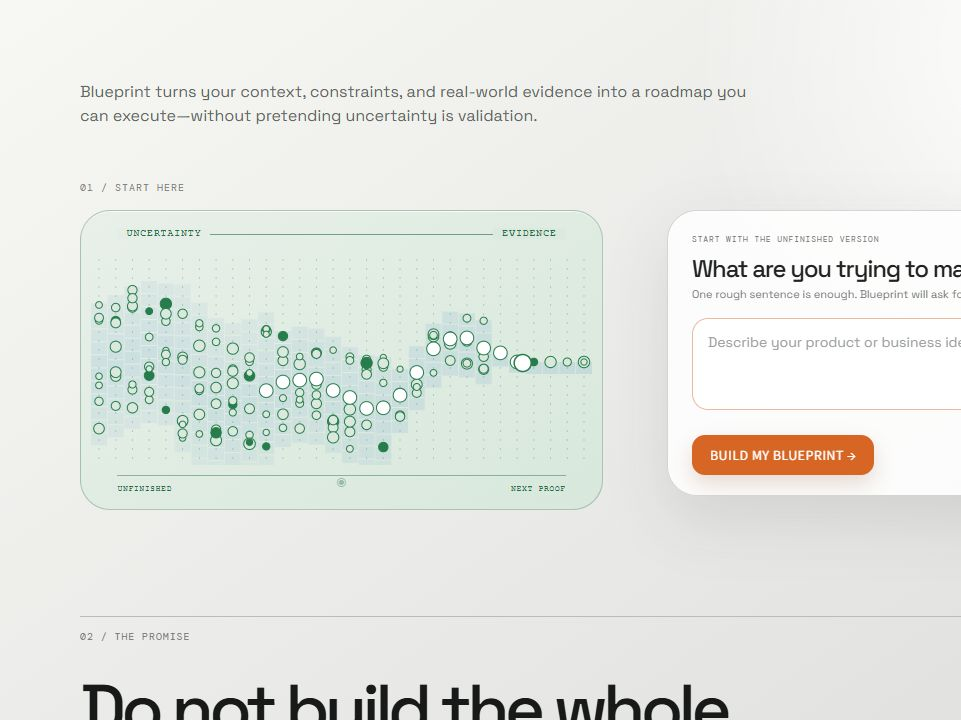 Blueprint turns your context, constraints, and real-world evidence into a roadmap you
can execute—without pretending uncertainty is validation.
01 / START HERE
UNCERTAINTY
EVIDENCE
UNFINISHED
NEXT PROOF
START WITH THE UNFINISHED VERSION
What are you trying to ma
One rough sentence is enough. Blueprint will ask fo
Describe your product or business ide
BUILD MY BLUEPRINT →
02 / THE PROMISE
Do not build the whole